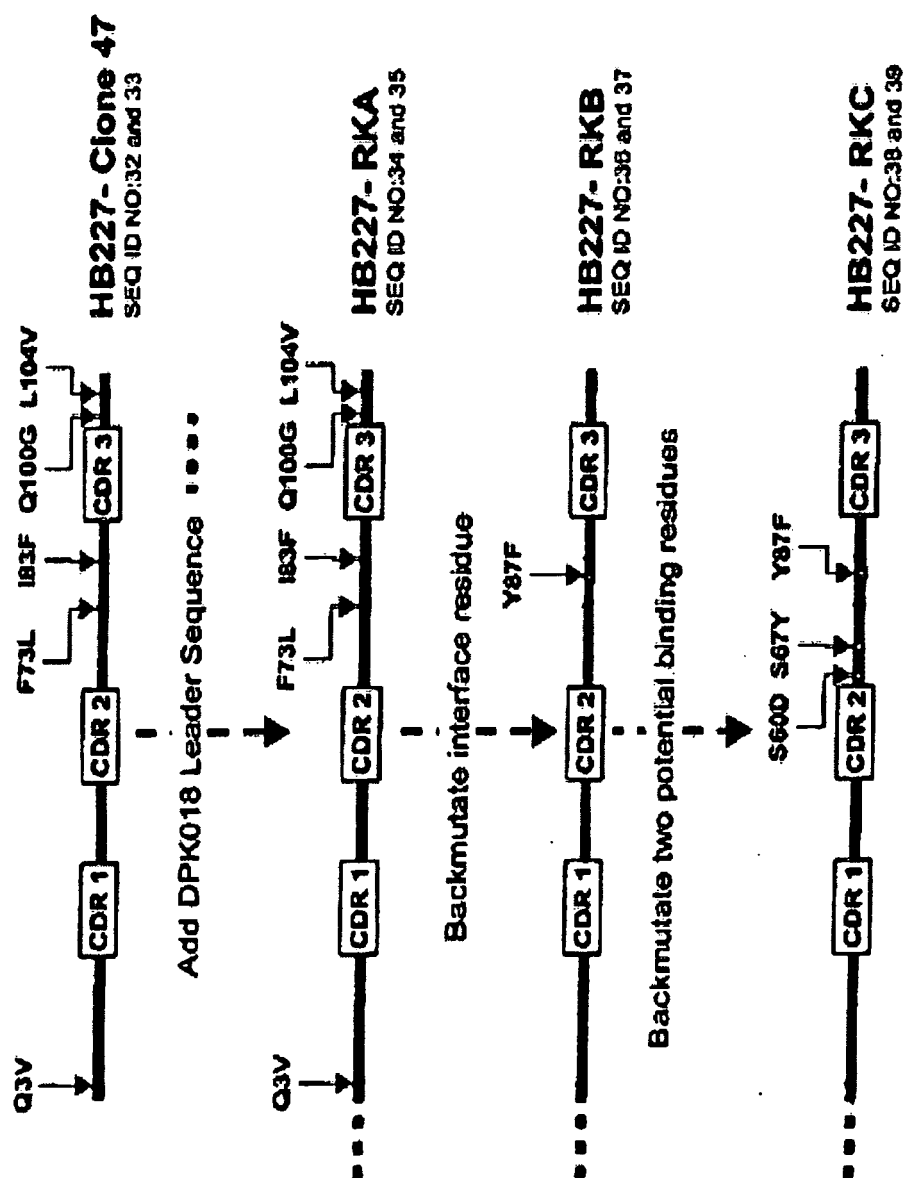 Q3V F73L I83F Q100G L104V
CDR 1 CDR 2 CDR 3
HB227- Clone 47
SEQ ID NO:32 and 33
Add DPK018 Leader Sequence
Q3V F73L I83F Q100G L104V
CDR 1 CDR 2 CDR 3
HB227- RKA
SEQ ID NO:34 and 35
Backmutate interface residue
Y87F
CDR 1 CDR 2 CDR 3
HB227- RKB
SEQ ID NO:36 and 37
Backmutate two potential binding residues
S60D S67Y Y87F
CDR 1 CDR 2 CDR 3
HB227- RKC
SEQ ID NO:38 and 39